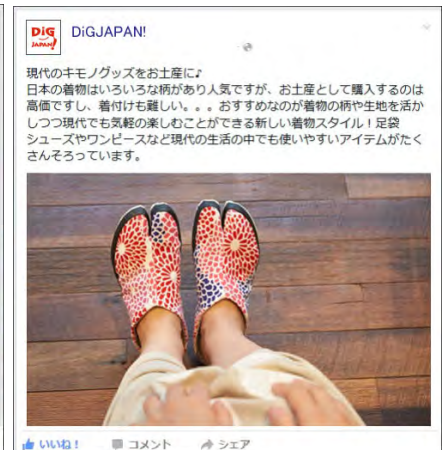 DiG
JAPAN!
DiGJAPAN!
現代のキモノグッズをお土産に♪
日本の着物はいろいろな柄があり人気ですが、お土産として購入するのは
高価ですし、着付けも難しい。。。おすすめなのが着物の柄や生地を活か
しつつ現代でも気軽の楽しむことができる新しい着物スタイル！足袋
シューズやワンピースなど現代の生活の中でも使いやすいアイテムがたく
さんそろっています。
いいね！ コメント シェア